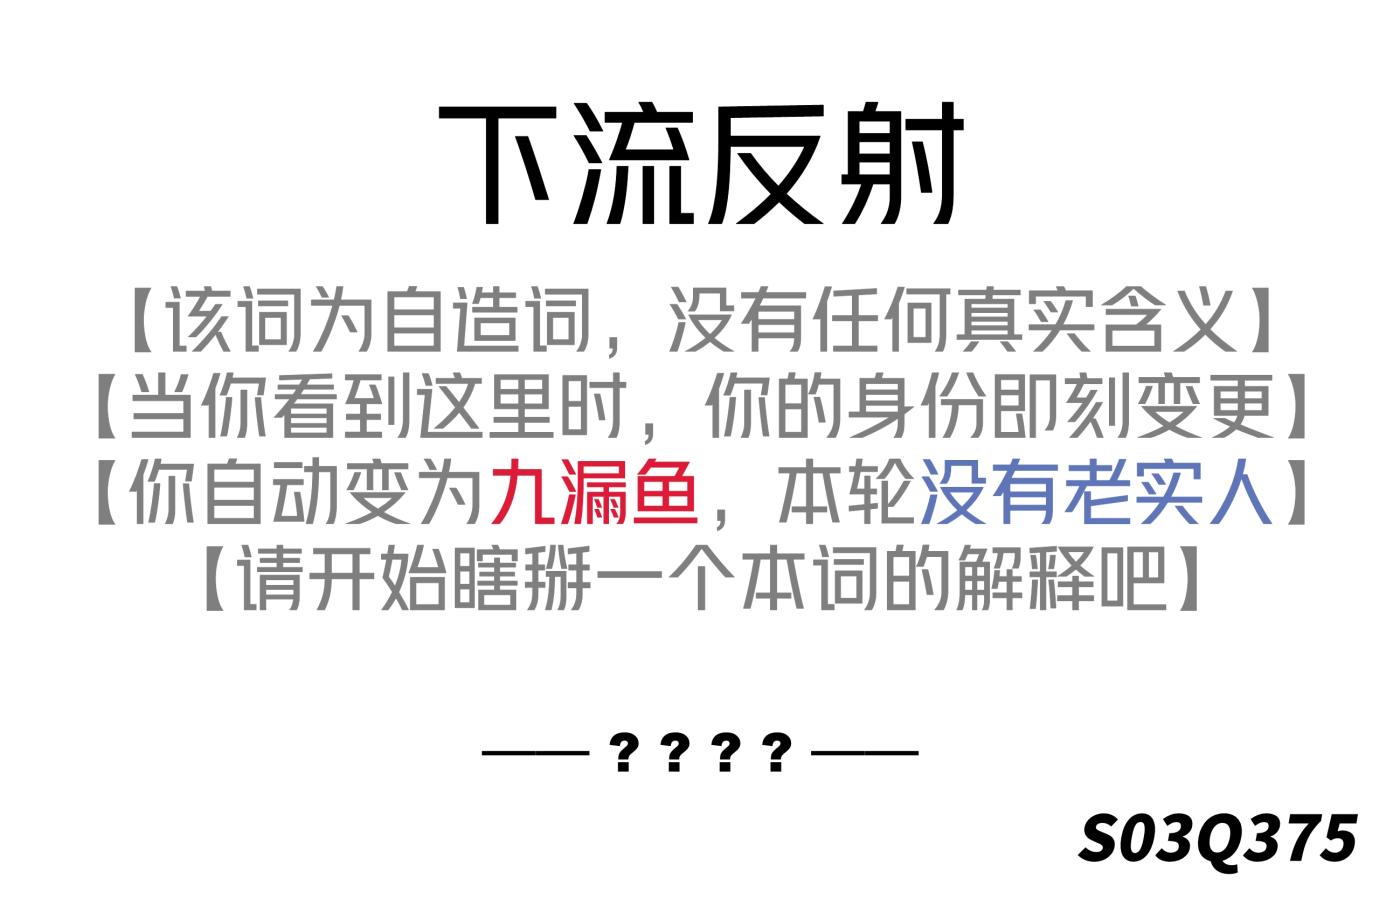 下流反射
【该词为自造词，没有任何真实含义】
【当你看到这里时，你的身份即刻变更】
【你自动变为九漏鱼，本轮没有老实人】
【请开始瞎掰一个本词的解释吧】
——？？？？——
S03Q375